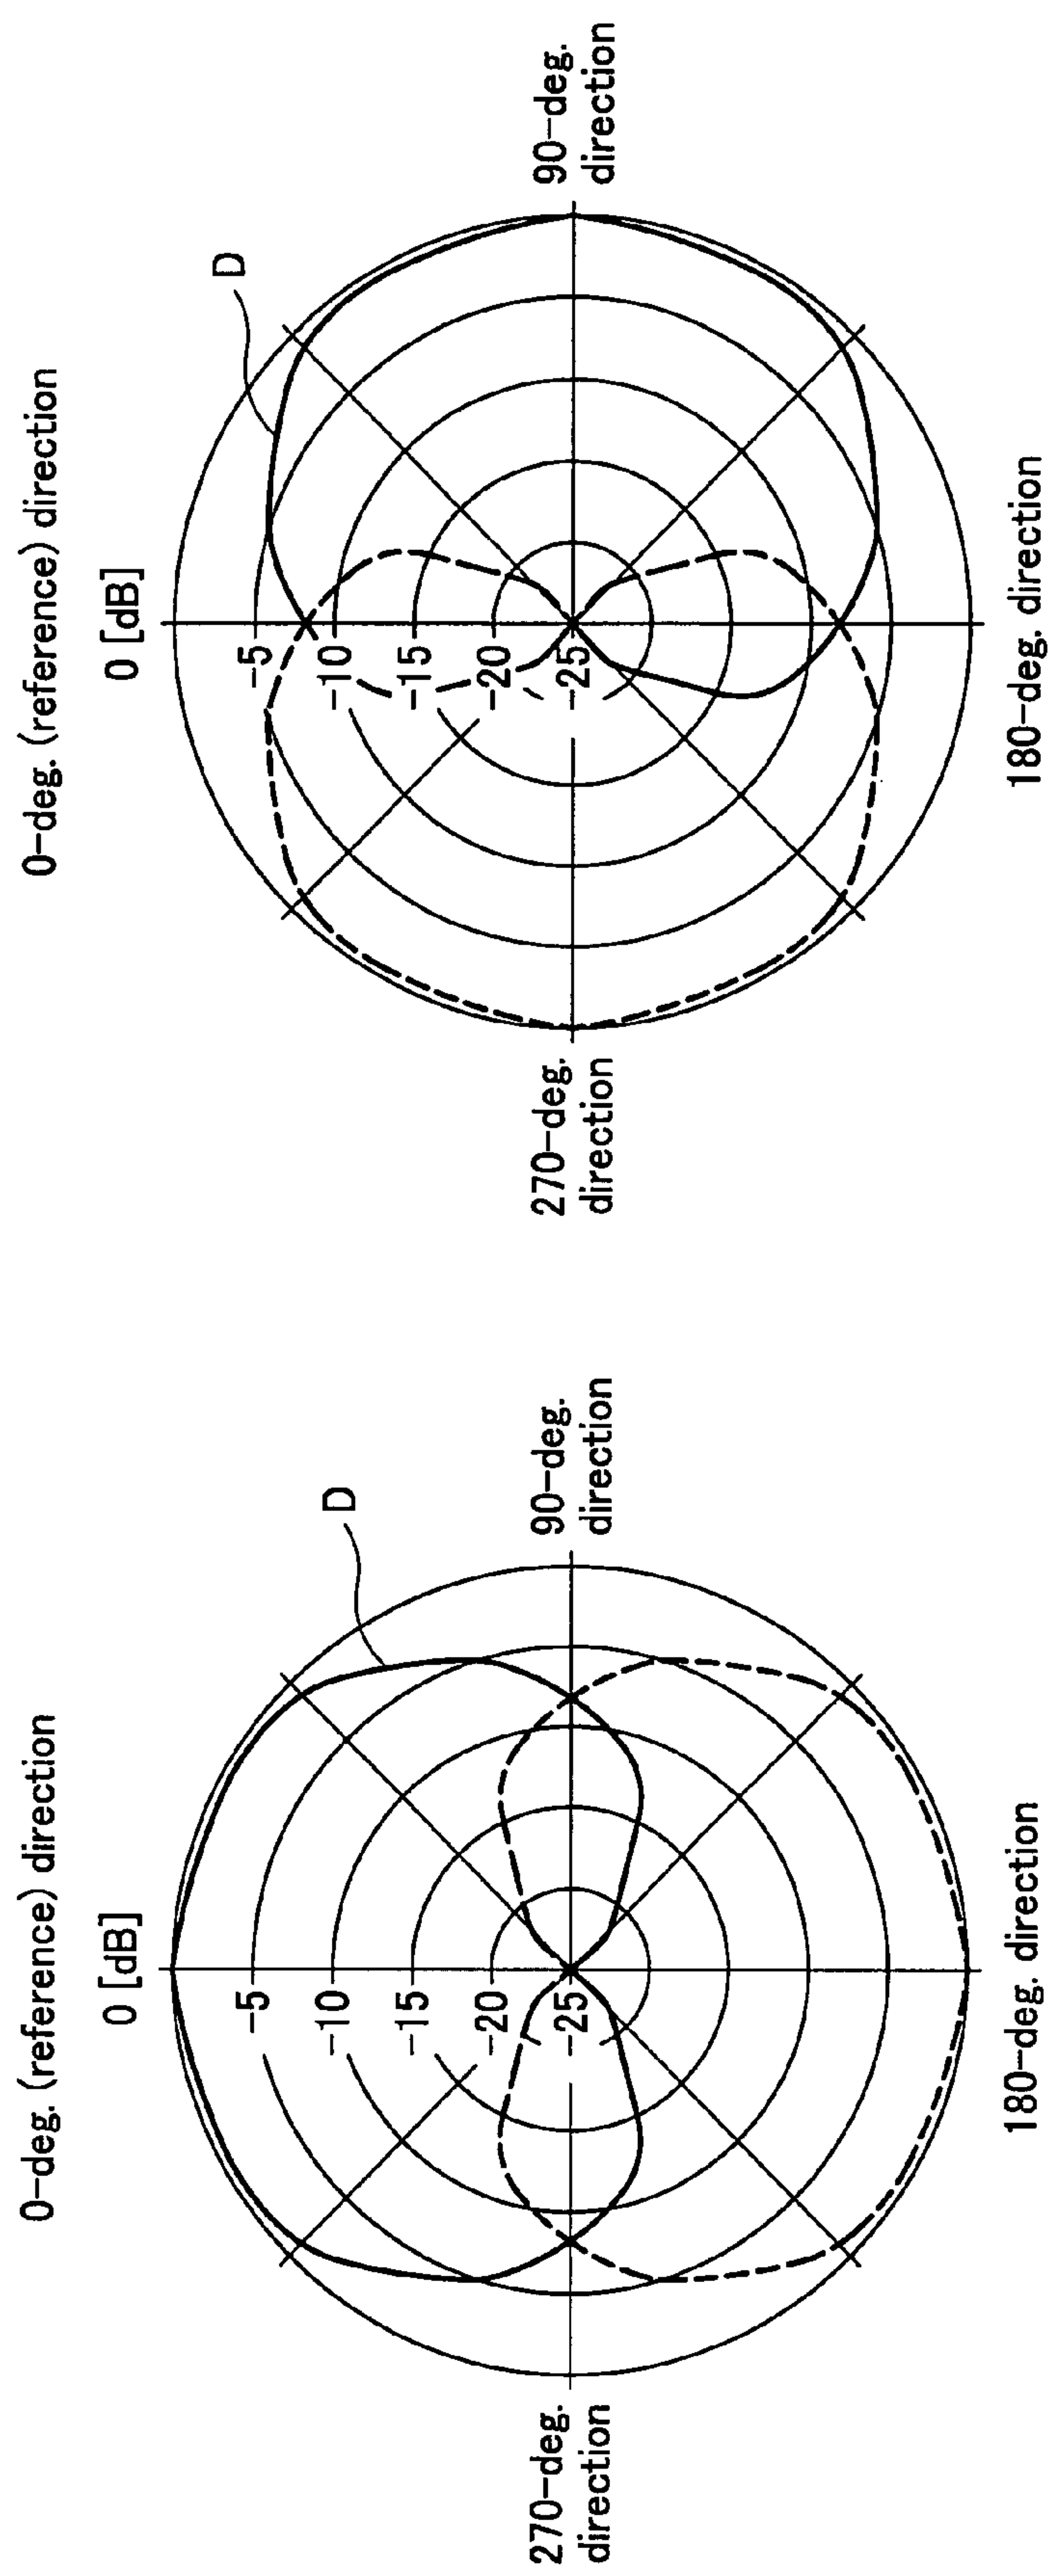 0-deg. (reference) direction
0 [dB]
D
-5
-10
-15
-20
-25
270-deg.
direction
90-deg.
direction
180-deg. direction
0-deg. (reference) direction
0 [dB]
D
-5
-10
-15
-20
-25
270-deg.
direction
90-deg.
direction
180-deg. direction